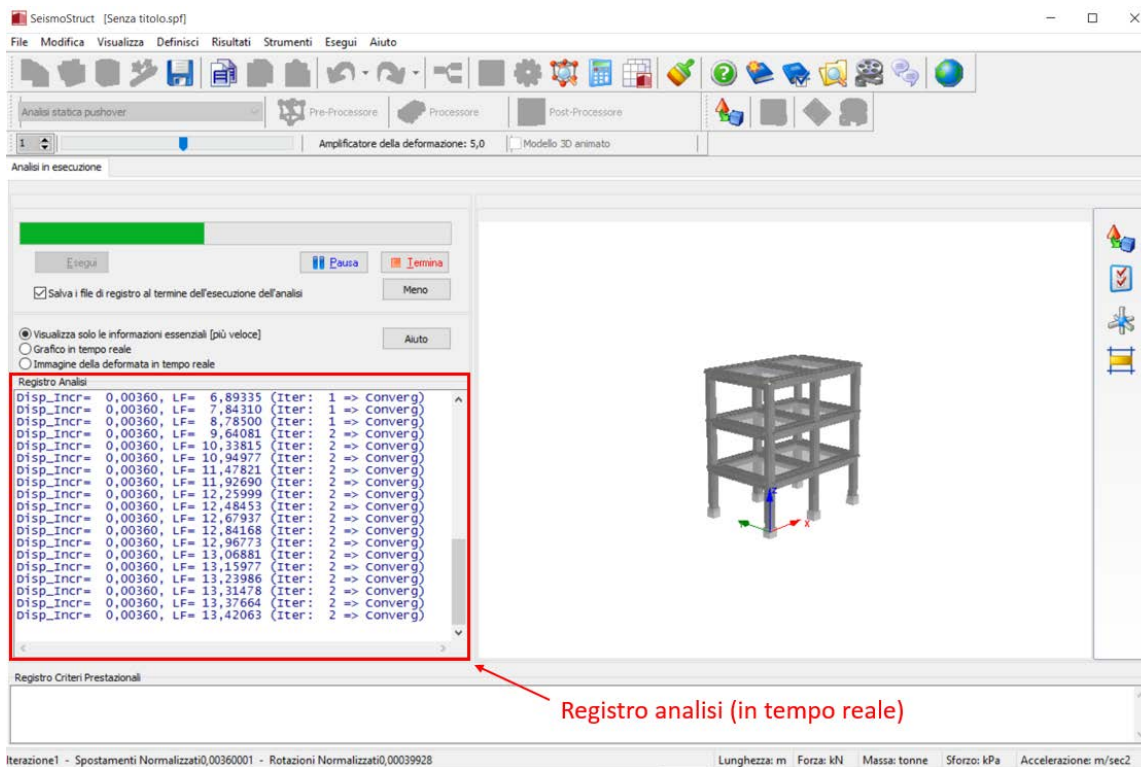 SeismoStruct [Senza titolo.spf]
File Modifica Visualizza Definisci Risultati Strumenti Esegui Aiuto
Analisi statica pushover
Pre-Processore
Processore
Post-Processore
1
Amplificatore della deformazione: 5,0
Modello 3D animato
Analisi in esecuzione
Esegui
Pausa
Termina
Salva i file di registro al termine dell'esecuzione dell'analisi
Meno
Visualizza solo le informazioni essenziali [più veloce]
Aiuto
Grafico in tempo reale
Immagine della deformata in tempo reale
Registro Analisi
Disp_Incr= 0,00360, LF= 6,89335 (Iter: 1 => Converg)
Disp_Incr= 0,00360, LF= 7,84310 (Iter: 1 => Converg)
Disp_Incr= 0,00360, LF= 8,78500 (Iter: 1 => Converg)
Disp_Incr= 0,00360, LF= 9,64081 (Iter: 2 => Converg)
Disp_Incr= 0,00360, LF= 10,33815 (Iter: 2 => Converg)
Disp_Incr= 0,00360, LF= 10,94977 (Iter: 2 => Converg)
Disp_Incr= 0,00360, LF= 11,47821 (Iter: 2 => Converg)
Disp_Incr= 0,00360, LF= 11,92690 (Iter: 2 => Converg)
Disp_Incr= 0,00360, LF= 12,25999 (Iter: 2 => Converg)
Disp_Incr= 0,00360, LF= 12,48453 (Iter: 2 => Converg)
Disp_Incr= 0,00360, LF= 12,67937 (Iter: 2 => Converg)
Disp_Incr= 0,00360, LF= 12,84168 (Iter: 2 => Converg)
Disp_Incr= 0,00360, LF= 12,96773 (Iter: 2 => Converg)
Disp_Incr= 0,00360, LF= 13,06881 (Iter: 2 => Converg)
Disp_Incr= 0,00360, LF= 13,15977 (Iter: 2 => Converg)
Disp_Incr= 0,00360, LF= 13,23986 (Iter: 2 => Converg)
Disp_Incr= 0,00360, LF= 13,31478 (Iter: 2 => Converg)
Disp_Incr= 0,00360, LF= 13,37664 (Iter: 2 => Converg)
Disp_Incr= 0,00360, LF= 13,42063 (Iter: 2 => Converg)
Z
X
Registro Criteri Prestazionali
Registro analisi (in tempo reale)
Iterazione1 - Spostamenti Normalizzati0,00360001 - Rotazioni Normalizzati0,00039928
Lunghezza: m Forza: kN Massa: tonne Sforzo: kPa Accelerazione: m/sec2